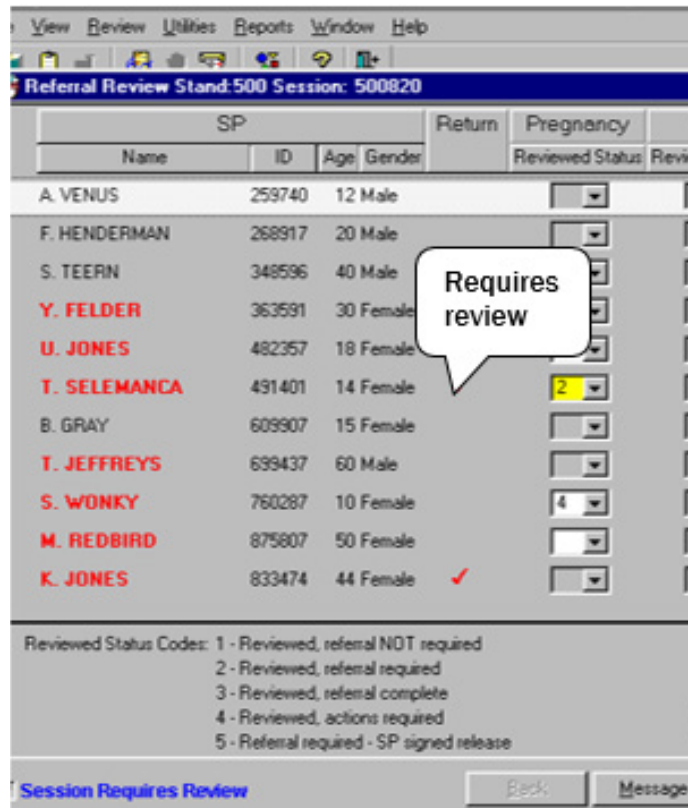 View Review Utilities Reports Window Help
Referral Review Stand:500 Session: 500820
SP Return Pregnancy
Name ID Age Gender Reviewed Status
A. VENUS 259740 12 Male
F. HENDERMAN 268917 20 Male
S. TEERN 348596 40 Male
Requires
review
Y. FELDER 363591 30 Female
U. JONES 482357 18 Female
T. SELEMANCA 491401 14 Female 2
B. GRAY 609907 15 Female
T. JEFFREYS 699437 60 Male
S. WONKY 760287 10 Female 4
M. REDBIRD 875807 50 Female
K. JONES 833474 44 Female ✓
Reviewed Status Codes: 1 - Reviewed, referral NOT required
2 - Reviewed, referral required
3 - Reviewed, referral complete
4 - Reviewed, actions required
5 - Referral required - SP signed release
Session Requires Review Back Message